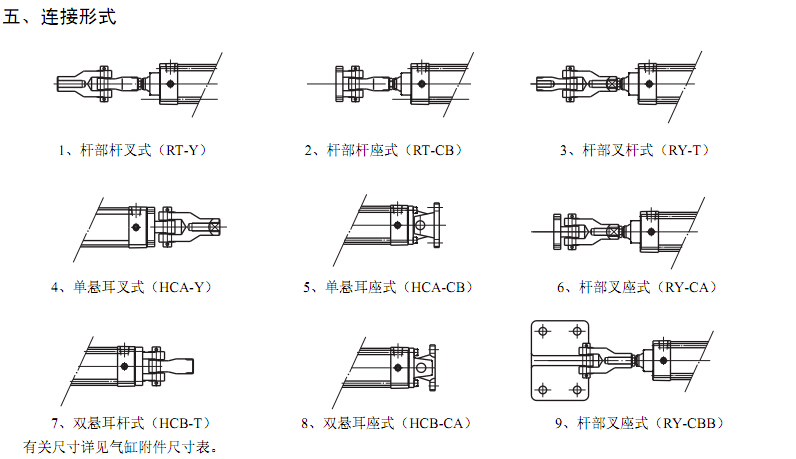 五、连接形式
1、杆部杆叉式（RT-Y）
2、杆部杆座式（RT-CB）
3、杆部叉杆式（RY-T）
4、单悬耳叉式（HCA-Y）
5、单悬耳座式（HCA-CB）
6、杆部叉座式（RY-CA）
7、双悬耳杆式（HCB-T）
8、双悬耳座式（HCB-CA）
9、杆部叉座式（RY-CBB）
有关尺寸详见气缸附件尺寸表。